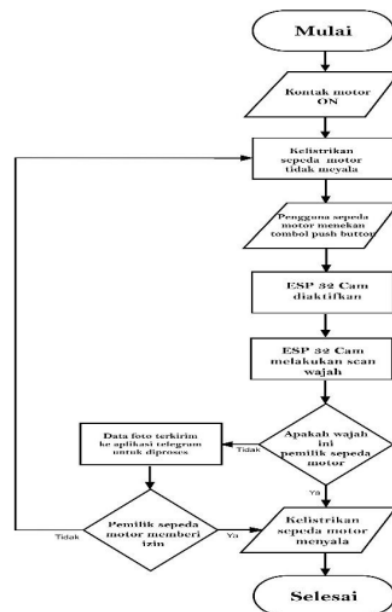 Mulai
Kontak motor
ON
Kelistrikan
sepeda motor
tidak meyala
Pengguna sepeda
motor menekan
tombol push button
ESP 32 Cam
diaktifkan
ESP 32 Cam
melakukan scan
wajah
Apakah wajah
ini
pemilik sepeda
motor
Tidak
Data foto terkirim
ke aplikasi telegram
untuk diproses
Ya
Pemilik sepeda
motor memberi
izin
Tidak
Ya
Kelistrikan
sepeda motor
menyala
Selesai